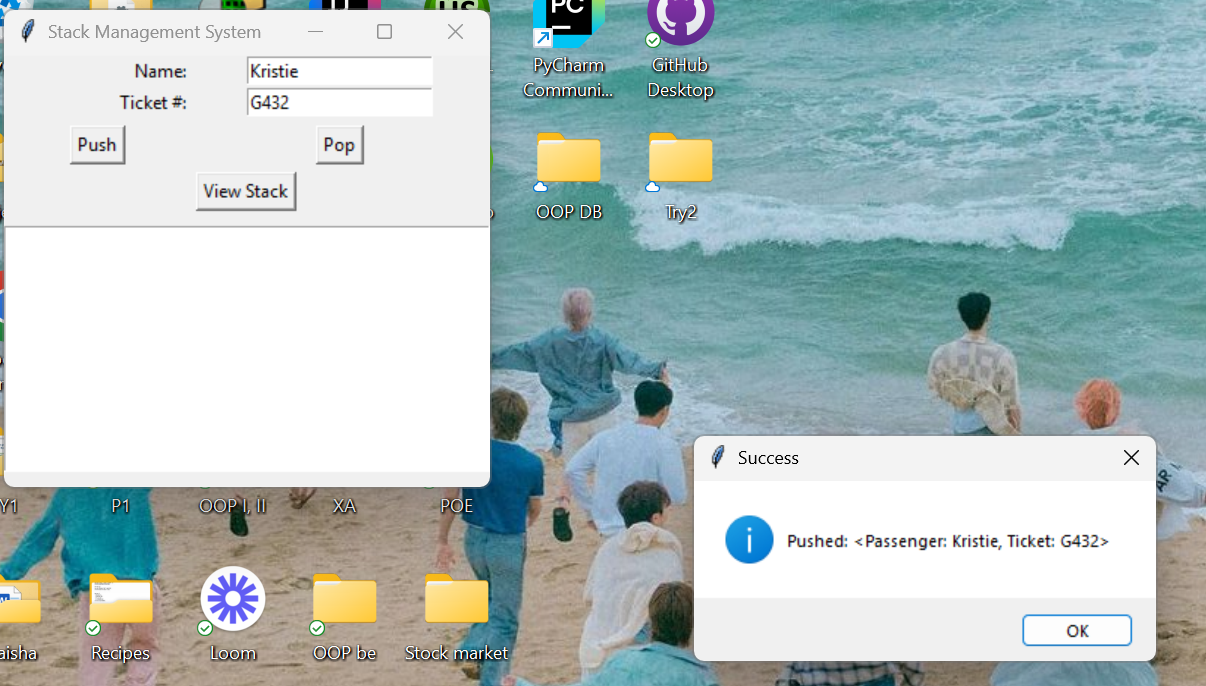 Stack Management System
Name:
Kristie
Ticket #:
G432
Push
Pop
View Stack
PC
PyCharm
Communi...
GitHub
Desktop
OOP DB
Try2
Y1
P1
OOP I, II
XA
POE
Success
Pushed: <Passenger: Kristie, Ticket: G432>
OK
aisha
Recipes
Loom
OOP be
Stock market